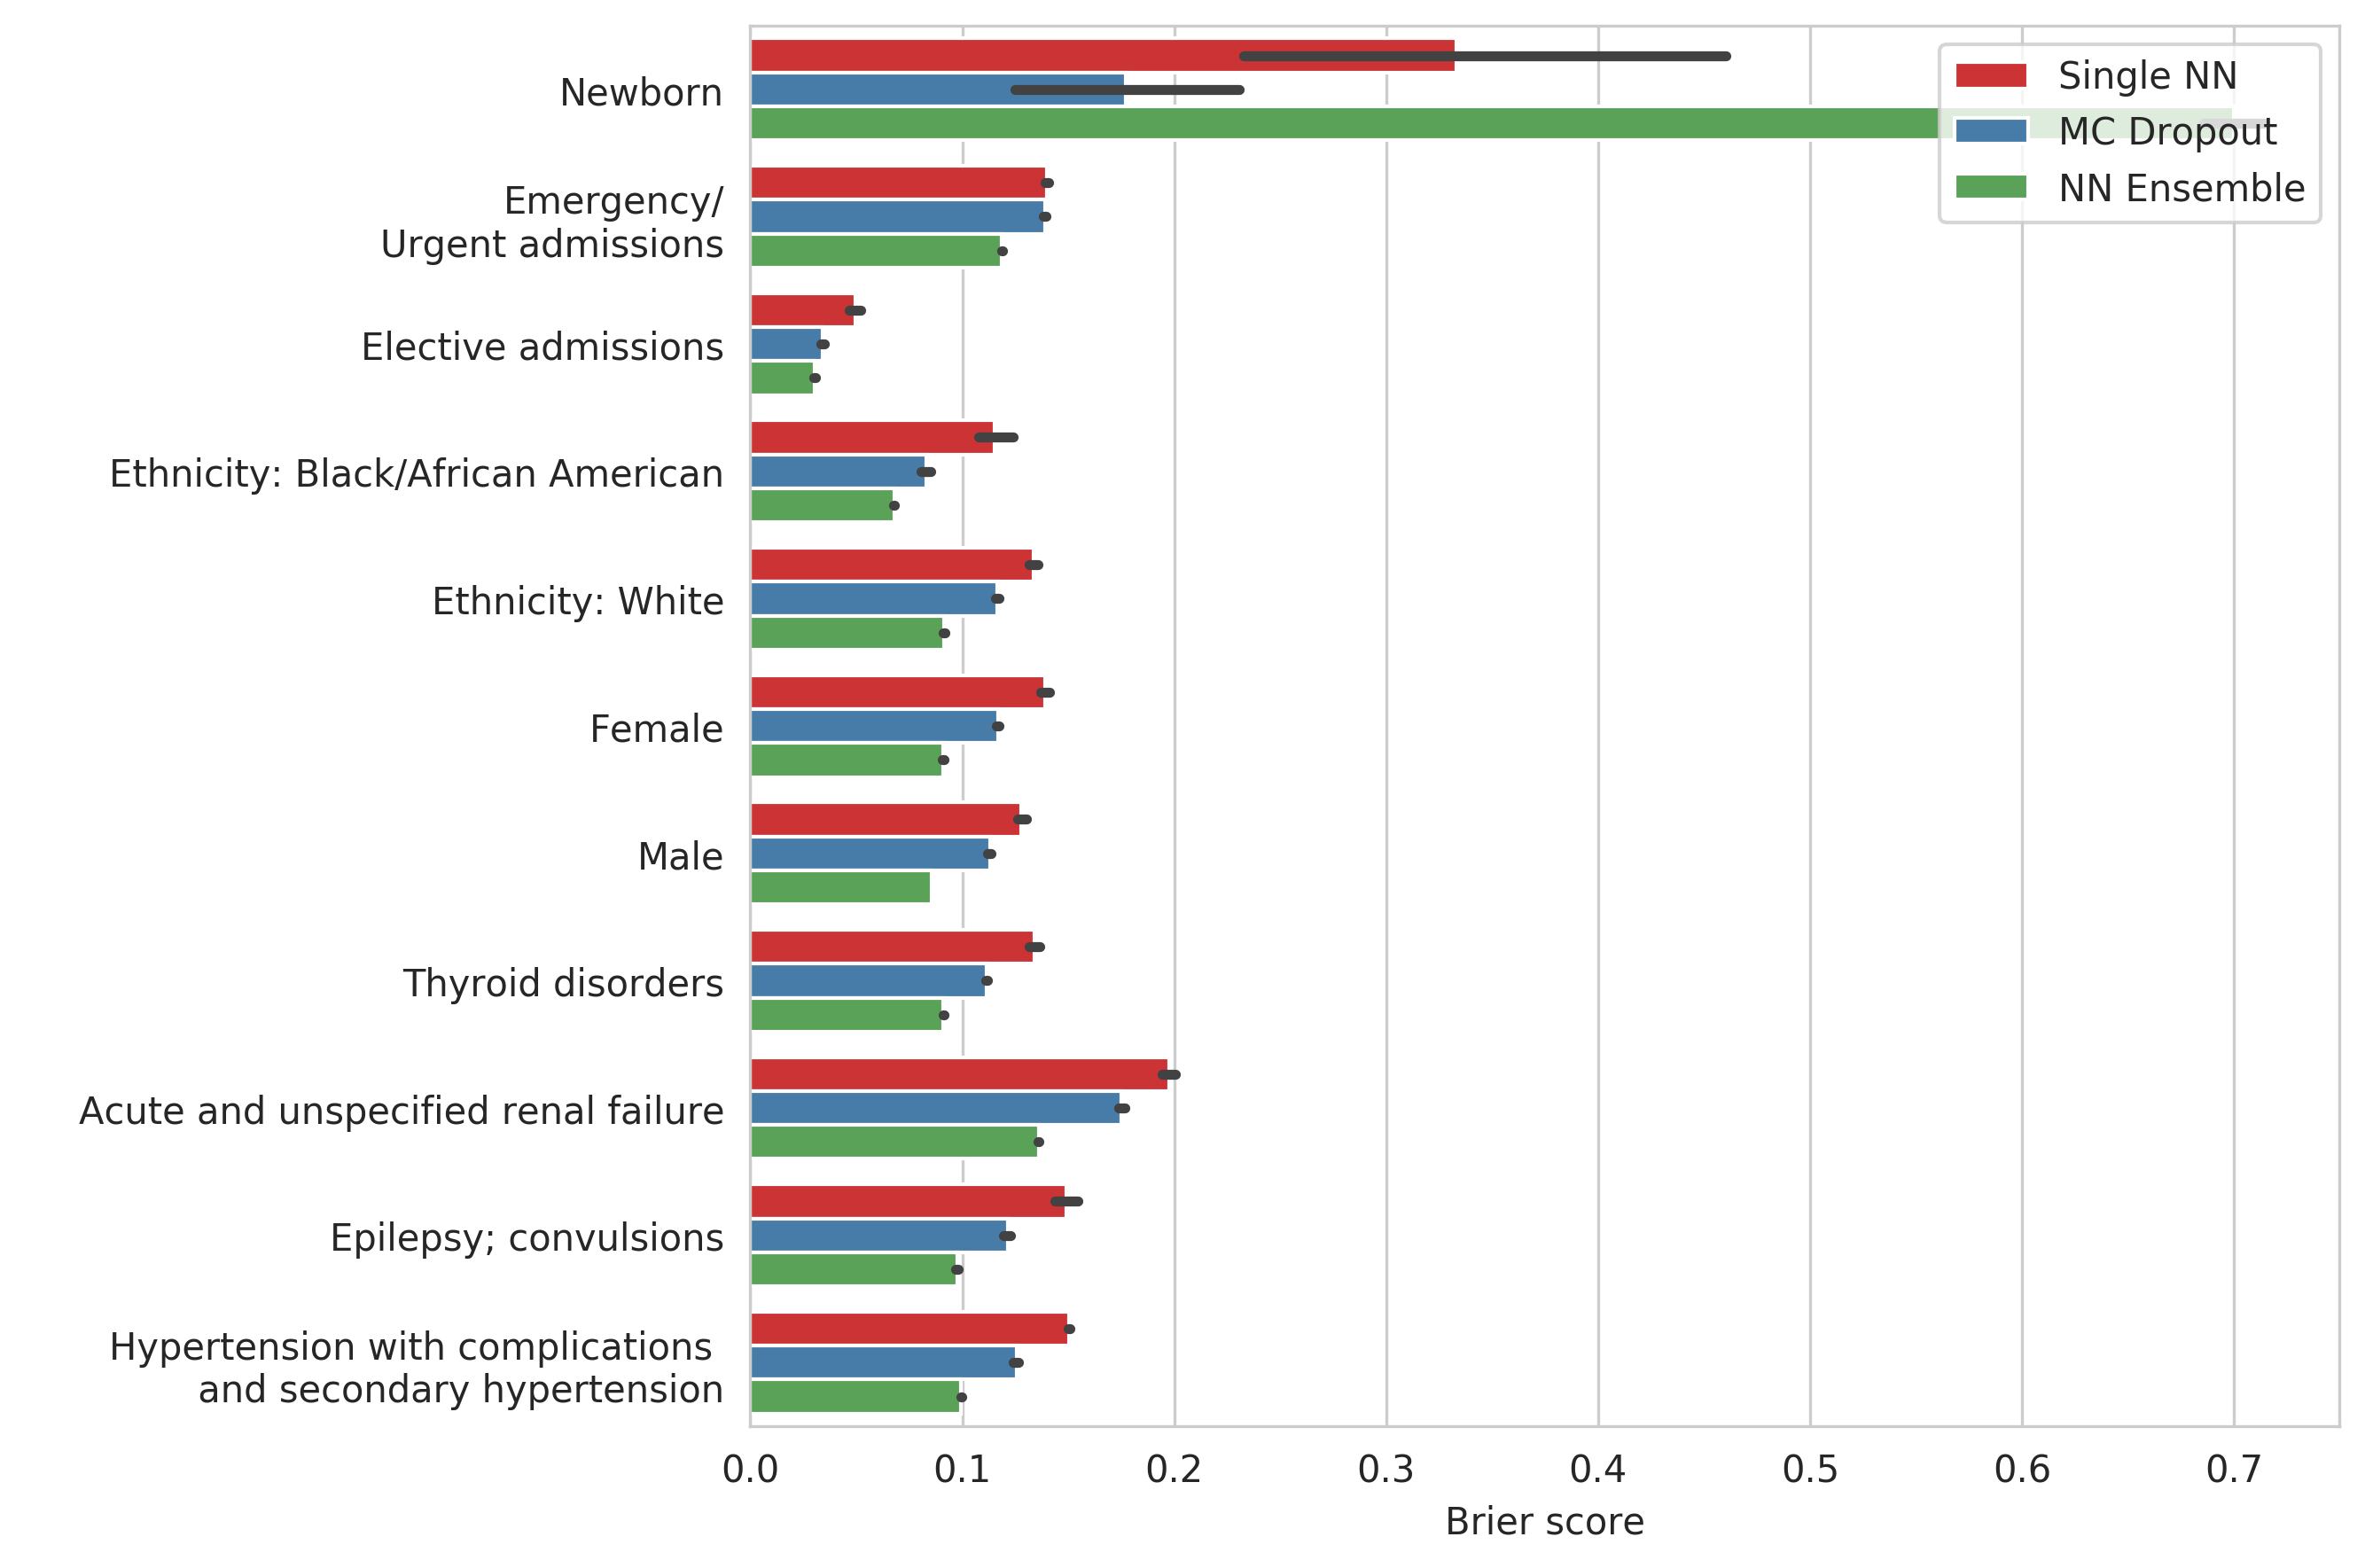 Newborn
Emergency/
Urgent admissions
Elective admissions
Ethnicity: Black/African American
Ethnicity: White
Female
Male
Thyroid disorders
Acute and unspecified renal failure
Epilepsy; convulsions
Hypertension with complications
and secondary hypertension
Single NN
MC Dropout
NN Ensemble
0.0 0.1 0.2 0.3 0.4 0.5 0.6 0.7
Brier score